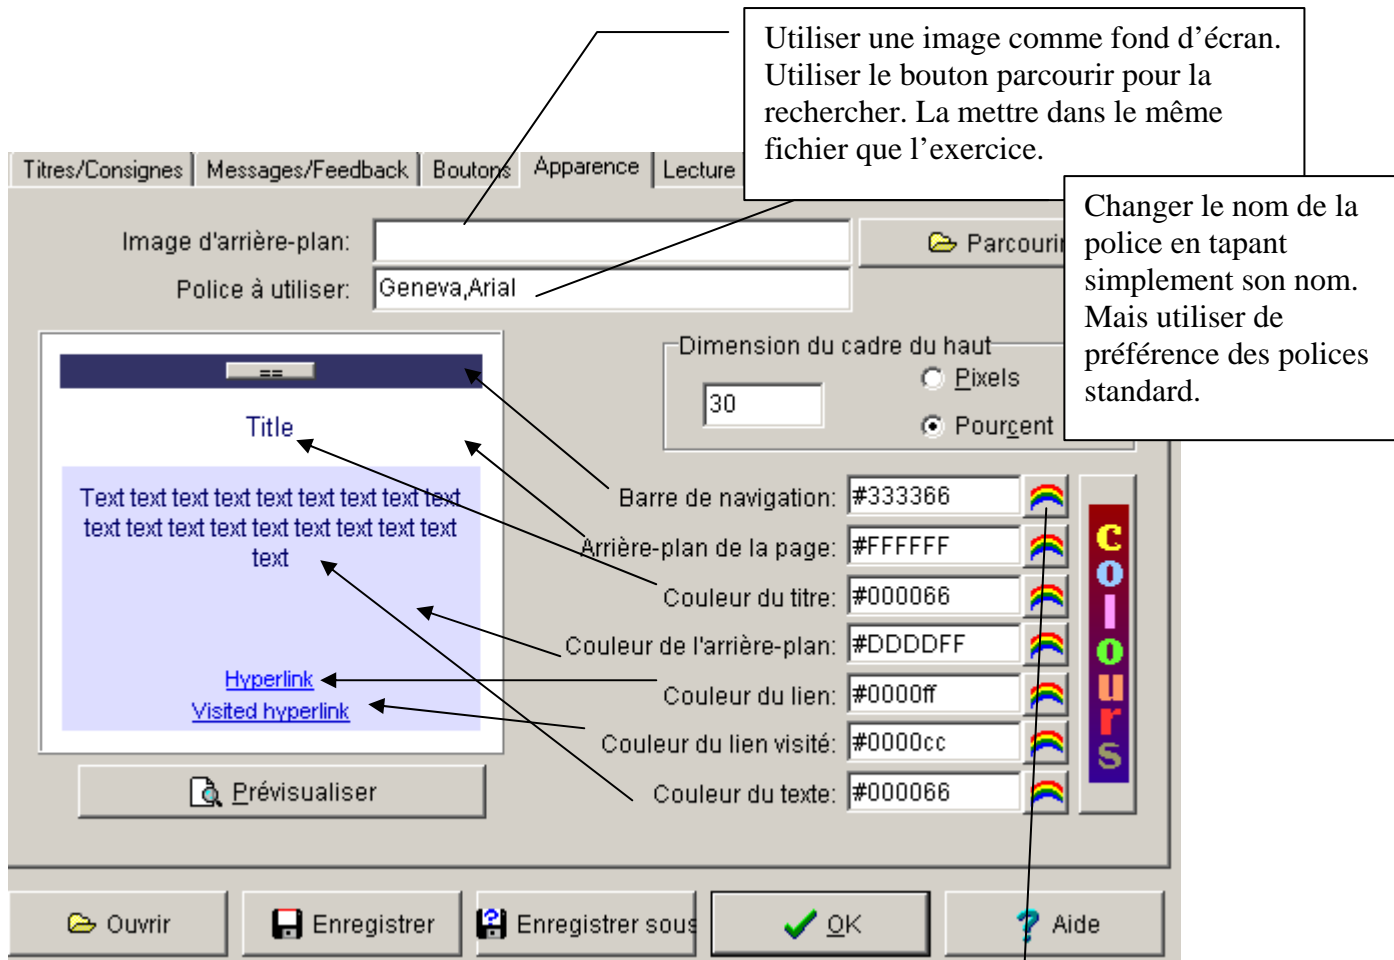 Utiliser une image comme fond d’écran.
Utiliser le bouton parcourir pour la
rechercher. La mettre dans le même
fichier que l’exercice.
Titres/Consignes
Messages/Feedback
Boutons
Apparence
Lecture
Changer le nom de la
police en tapant
simplement son nom.
Mais utiliser de
préférence des polices
standard.
Image d'arrière-plan:
Parcourir
Police à utiliser:
Geneva,Arial
==
Title
Text text text text text text text text text
text text text text text text text text text
text
Hyperlink
Visited hyperlink
Prévisualiser
Dimension du cadre du haut
30
Pixels
Pourcent
Barre de navigation:
#333366
Arrière-plan de la page:
#FFFFFF
Couleur du titre:
#000066
Couleur de l'arrière-plan:
#DDDDFF
Couleur du lien:
#0000ff
Couleur du lien visité:
#0000cc
Couleur du texte:
#000066
colours
Ouvrir
Enregistrer
Enregistrer sous
OK
Aide